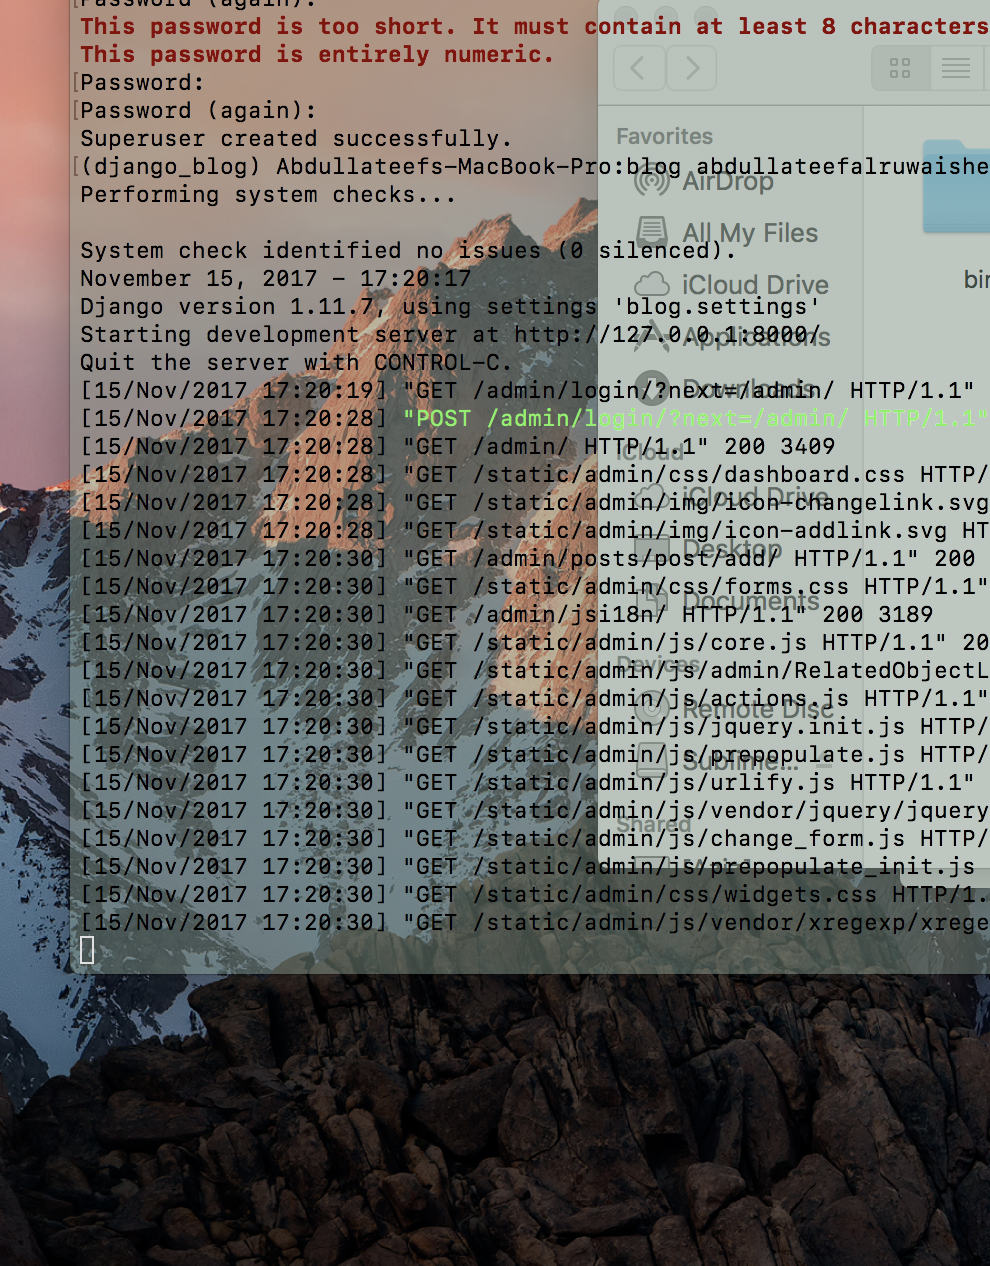 Password (again):
This password is too short. It must contain at least 8 characters
This password is entirely numeric.
[Password:
[Password (again):
Superuser created successfully.
[(django_blog) Abdullateefs-MacBook-Pro:blog abdullateefalruwaishe
Performing system checks...
System check identified no issues (0 silenced).
November 15, 2017 - 17:20:17
Django version 1.11.7, using settings 'blog.settings'
Starting development server at http://127.0.0.1:8000/
Quit the server with CONTROL-C.
[15/Nov/2017 17:20:19] "GET /admin/login/?next=/admin/ HTTP/1.1"
[15/Nov/2017 17:20:28] "POST /admin/login/?next=/admin/ HTTP/1.1"
[15/Nov/2017 17:20:28] "GET /admin/ HTTP/1.1" 200 3409
[15/Nov/2017 17:20:28] "GET /static/admin/css/dashboard.css HTTP/
[15/Nov/2017 17:20:28] "GET /static/admin/img/icon-changelink.svg
[15/Nov/2017 17:20:28] "GET /static/admin/img/icon-addlink.svg HT
[15/Nov/2017 17:20:30] "GET /admin/posts/post/add/ HTTP/1.1" 200
[15/Nov/2017 17:20:30] "GET /static/admin/css/forms.css HTTP/1.1"
[15/Nov/2017 17:20:30] "GET /admin/jsi18n/ HTTP/1.1" 200 3189
[15/Nov/2017 17:20:30] "GET /static/admin/js/core.js HTTP/1.1" 20
[15/Nov/2017 17:20:30] "GET /static/admin/js/admin/RelatedObjectL
[15/Nov/2017 17:20:30] "GET /static/admin/js/actions.js HTTP/1.1"
[15/Nov/2017 17:20:30] "GET /static/admin/js/jquery.init.js HTTP/
[15/Nov/2017 17:20:30] "GET /static/admin/js/prepopulate.js HTTP/
[15/Nov/2017 17:20:30] "GET /static/admin/js/urlify.js HTTP/1.1"
[15/Nov/2017 17:20:30] "GET /static/admin/js/vendor/jquery/jquery
[15/Nov/2017 17:20:30] "GET /static/admin/js/change_form.js HTTP/
[15/Nov/2017 17:20:30] "GET /static/admin/js/prepopulate_init.js
[15/Nov/2017 17:20:30] "GET /static/admin/css/widgets.css HTTP/1.
[15/Nov/2017 17:20:30] "GET /static/admin/js/vendor/xregexp/xrege
Favorites
AirDrop
All My Files
iCloud Drive
Applications
Downloads
iCloud
iCloud Drive
Desktop
Documents
Devices
Remote Disc
Sublime...
Shared
bin